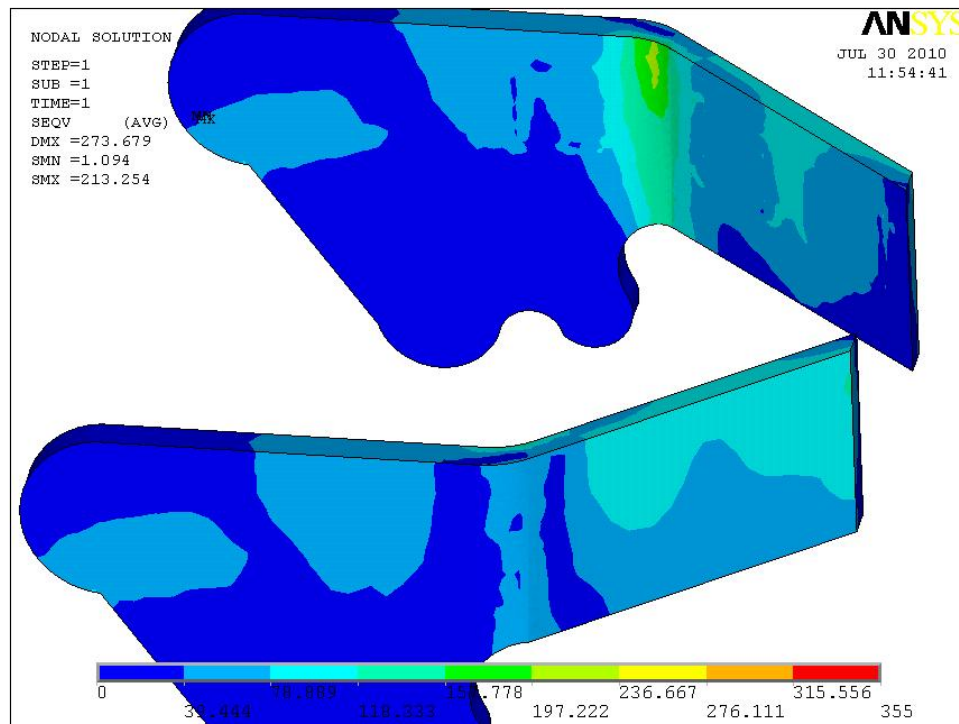 NODAL SOLUTION
STEP=1
SUB =1
TIME=1
SEQV (AVG)
DMX =273.679
SMN =1.094
SMX =213.254
ANSYS
JUL 30 2010
11:54:41
0 78.889 157.778 236.667 315.556
39.444 118.333 197.222 276.111 355